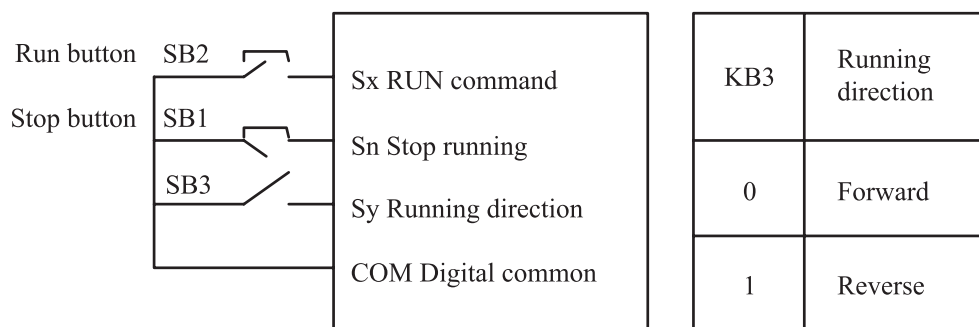 Run button SB2
Sx RUN command
Stop button SB1
Sn Stop running
SB3
Sy Running direction
COM Digital common
KB3 Running
direction
0 Forward
1 Reverse